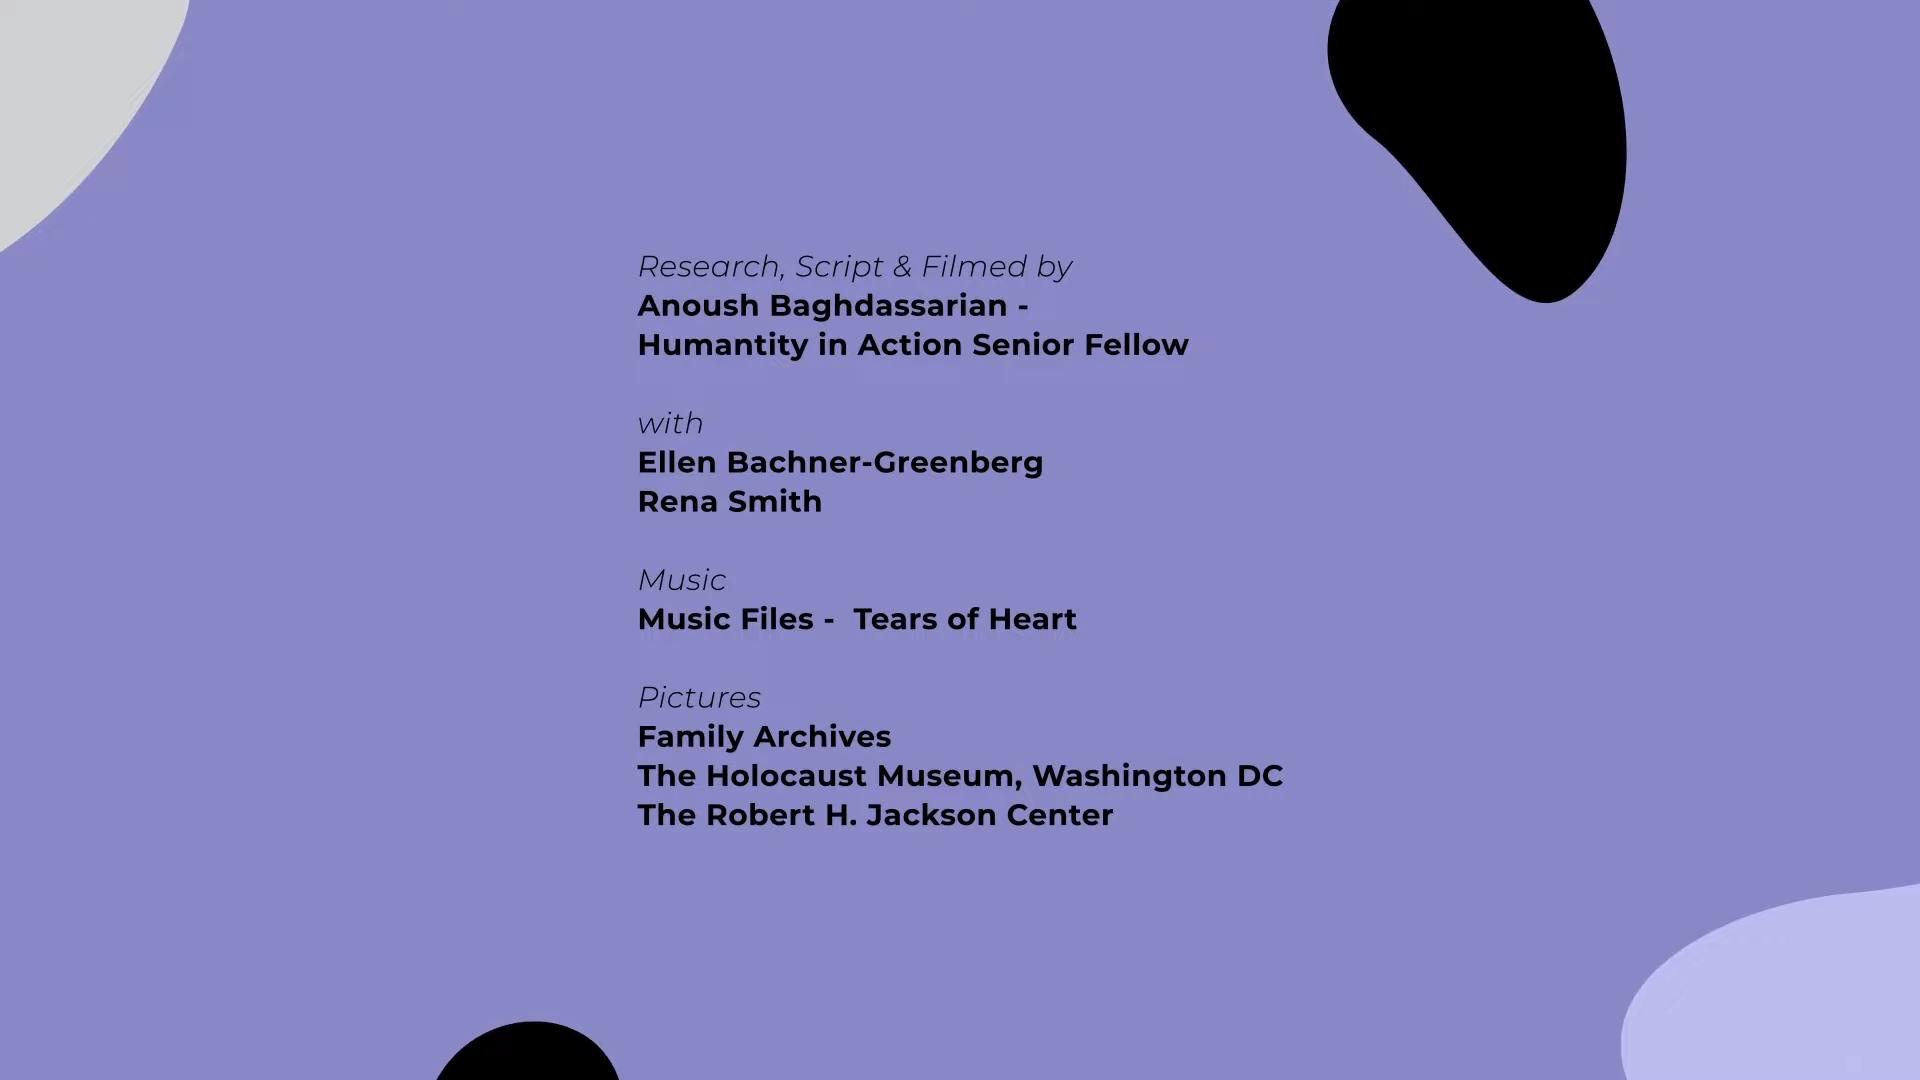 Research, Script & Filmed by
Anoush Baghdassarian -
Humantity in Action Senior Fellow
with
Ellen Bachner-Greenberg
Rena Smith
Music
Music Files -  Tears of Heart
Pictures
Family Archives
The Holocaust Museum, Washington DC
The Robert H. Jackson Center